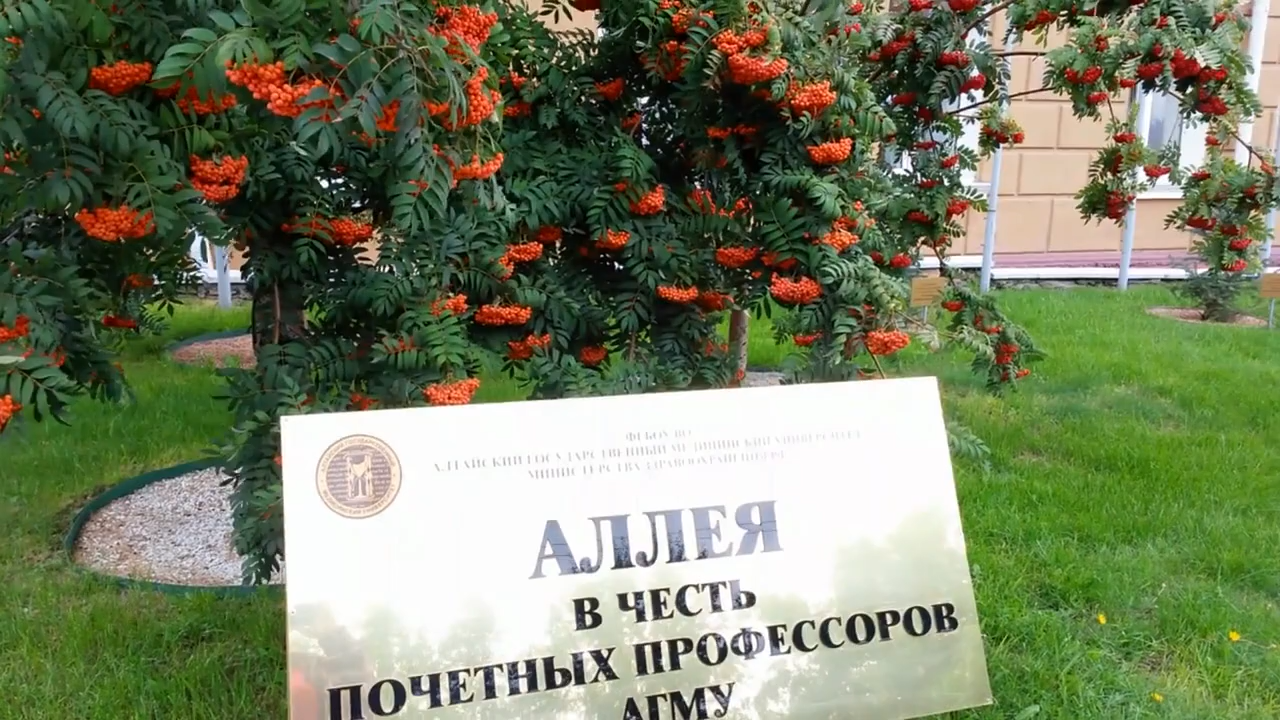 ФГБОУ ВО
АЛТАЙСКИЙ ГОСУДАРСТВЕННЫЙ МЕДИЦИНСКИЙ УНИВЕРСИТЕТ
МИНИСТЕРСТВА ЗДРАВООХРАНЕНИЯ РФ
АЛЛЕЯ
В ЧЕСТЬ
ПОЧЕТНЫХ ПРОФЕССОРОВ
АГМУ